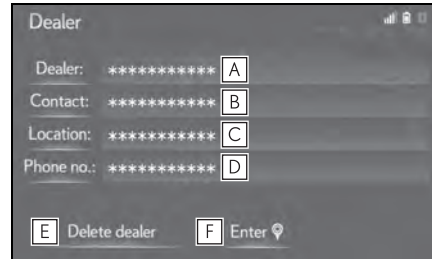 Dealer
Dealer: *********** A
Contact: *********** B
Location: *********** C
Phone no.: *********** D
E Delete dealer F Enter